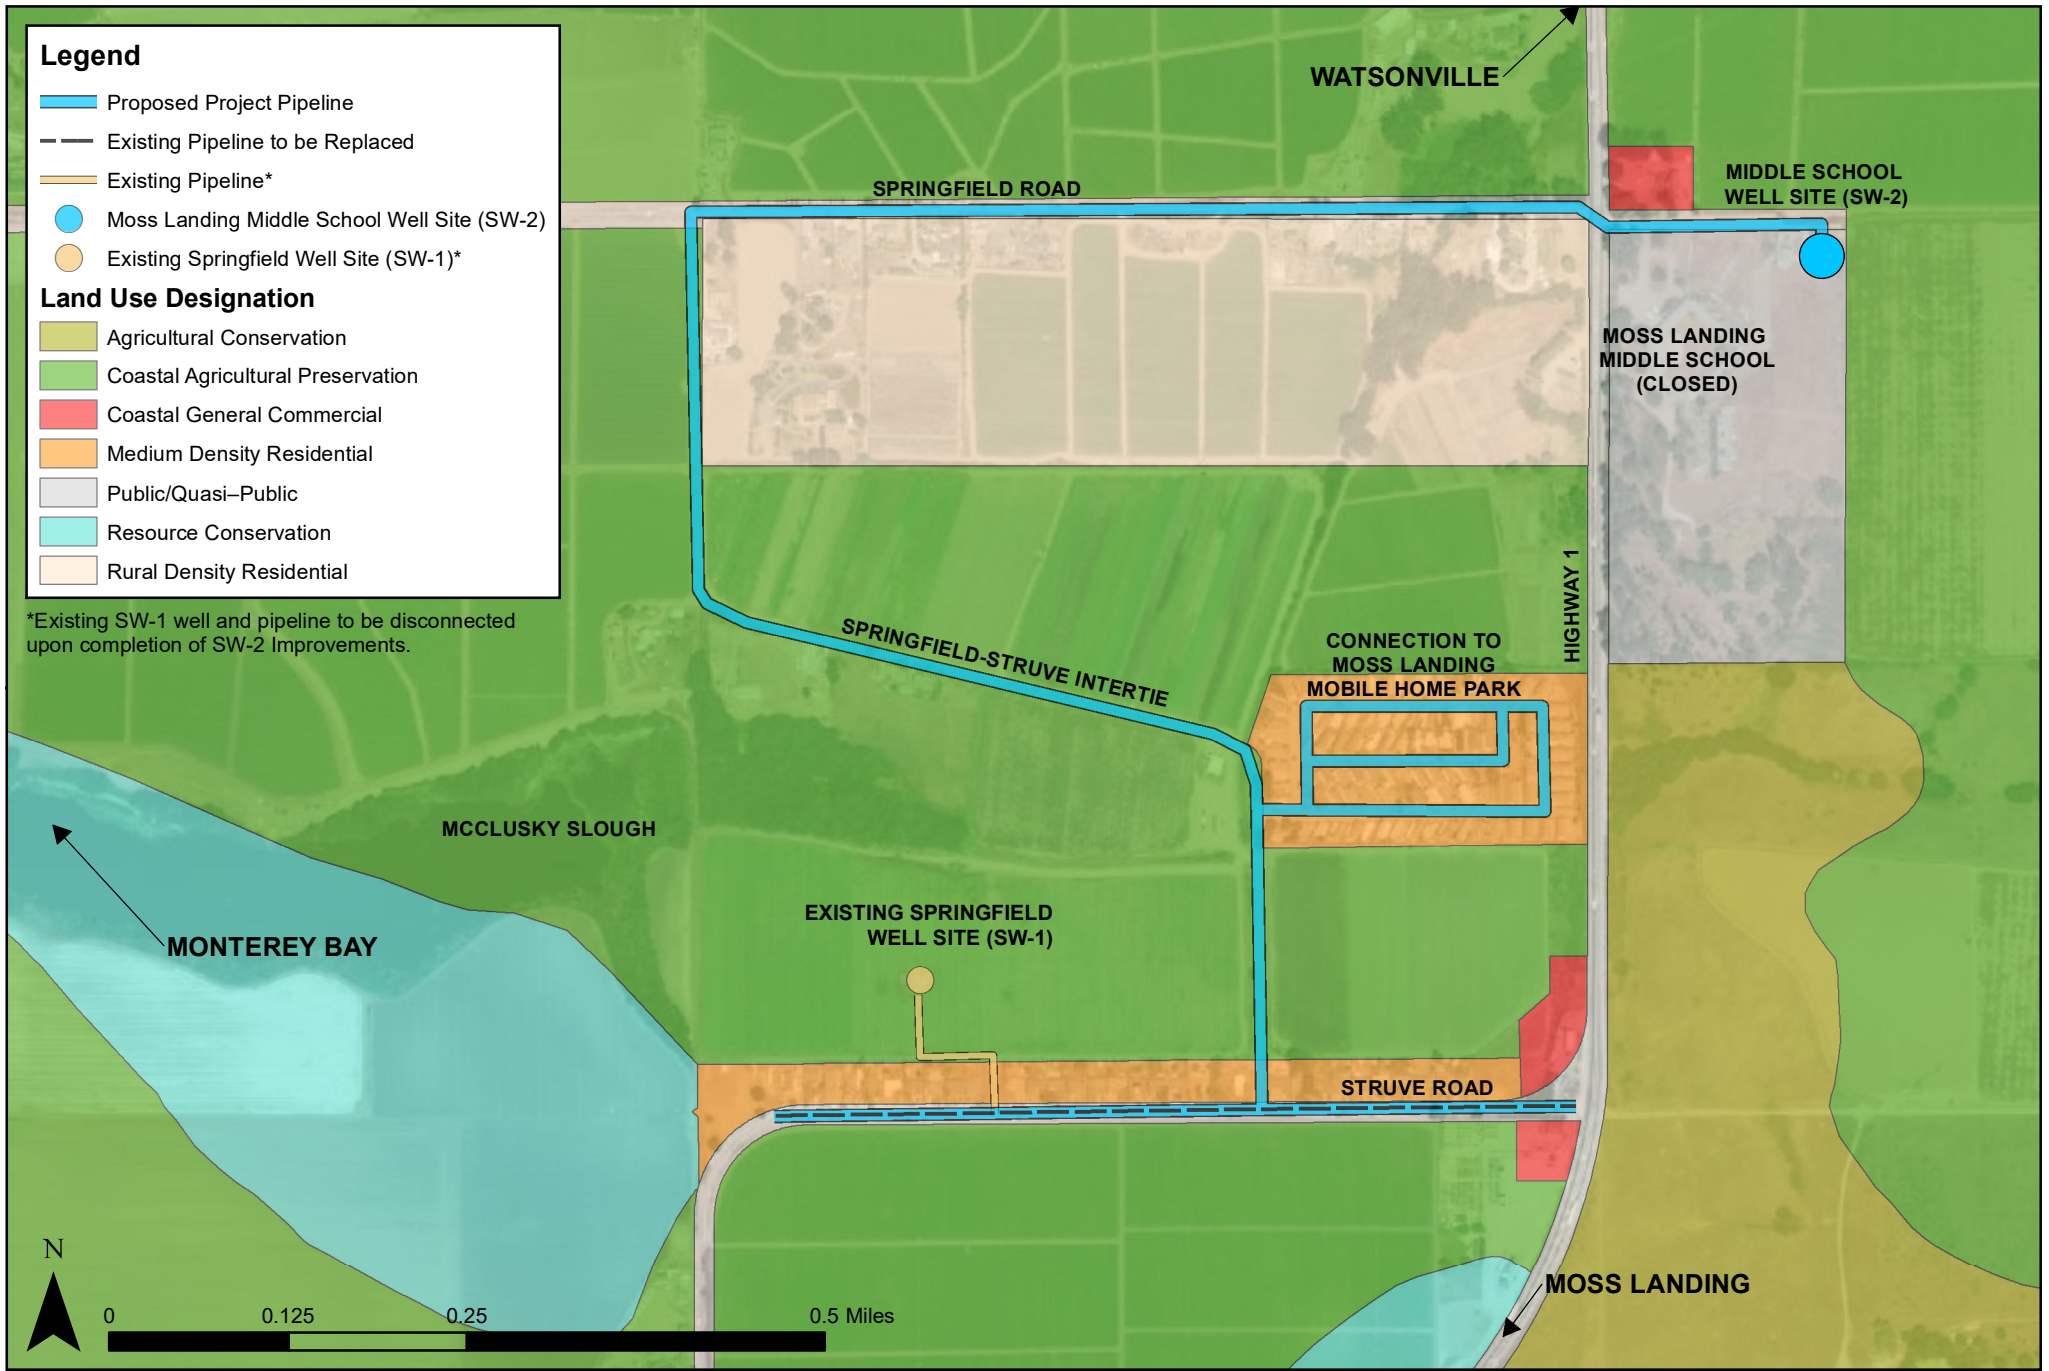 Legend
Proposed Project Pipeline
Existing Pipeline to be Replaced
Existing Pipeline*
Moss Landing Middle School Well Site (SW-2)
Existing Springfield Well Site (SW-1)*
Land Use Designation
Agricultural Conservation
Coastal Agricultural Preservation
Coastal General Commercial
Medium Density Residential
Public/Quasi–Public
Resource Conservation
Rural Density Residential
*Existing SW-1 well and pipeline to be disconnected
upon completion of SW-2 Improvements.
WATSONVILLE
SPRINGFIELD ROAD
MIDDLE SCHOOL
WELL SITE (SW-2)
MOSS LANDING
MIDDLE SCHOOL
(CLOSED)
HIGHWAY 1
SPRINGFIELD-STRUVE INTERTIE
CONNECTION TO
MOSS LANDING
MOBILE HOME PARK
MCCLUSKY SLOUGH
MONTEREY BAY
EXISTING SPRINGFIELD
WELL SITE (SW-1)
STRUVE ROAD
MOSS LANDING
N
0 0.125 0.25 0.5 Miles